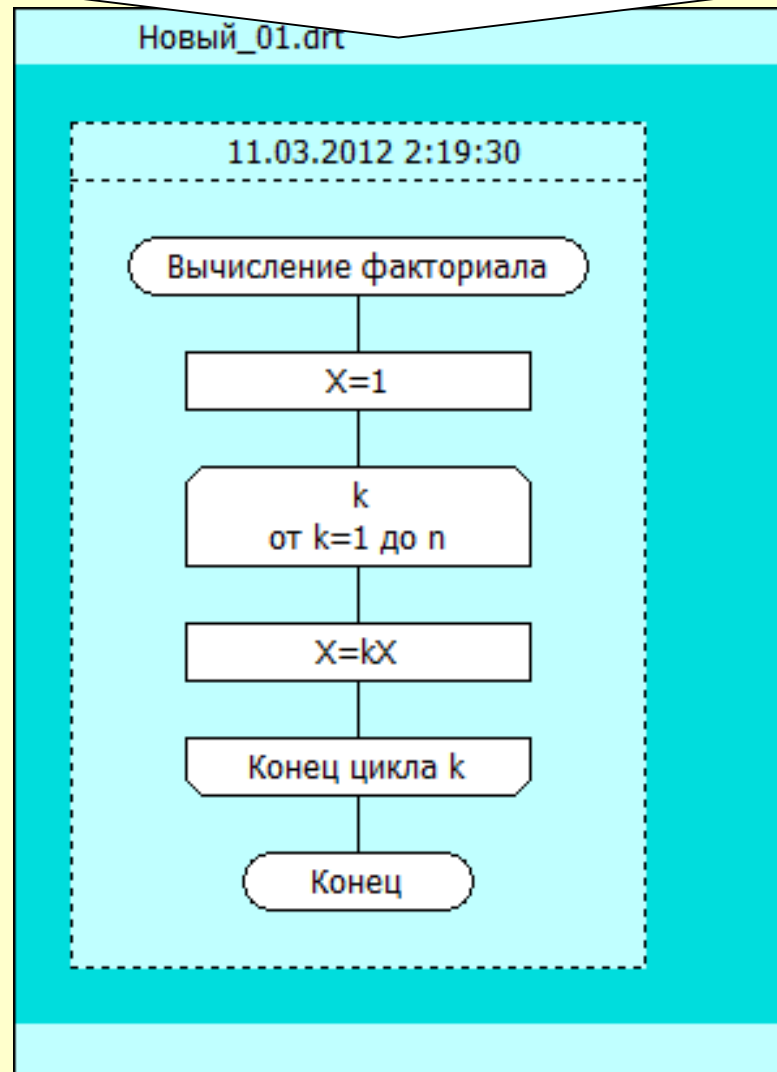 Новый_01.drt
11.03.2012 2:19:30
Вычисление факториала
X=1
k
от k=1 до n
X=kX
Конец цикла k
Конец